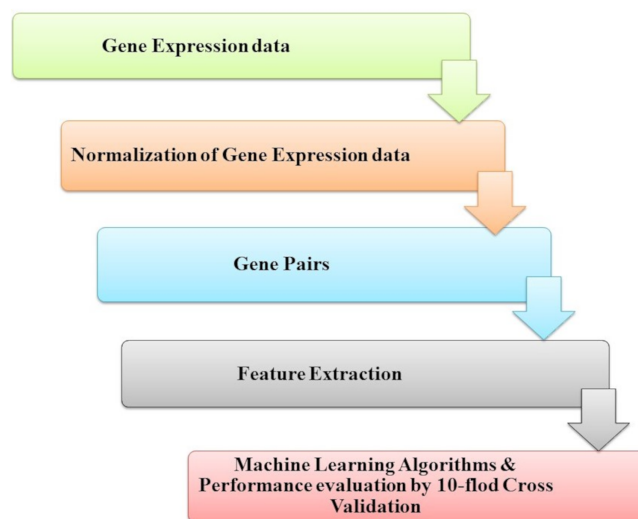 Gene Expression data
Normalization of Gene Expression data
Gene Pairs
Feature Extraction
Machine Learning Algorithms &
Performance evaluation by 10-flod Cross
Validation